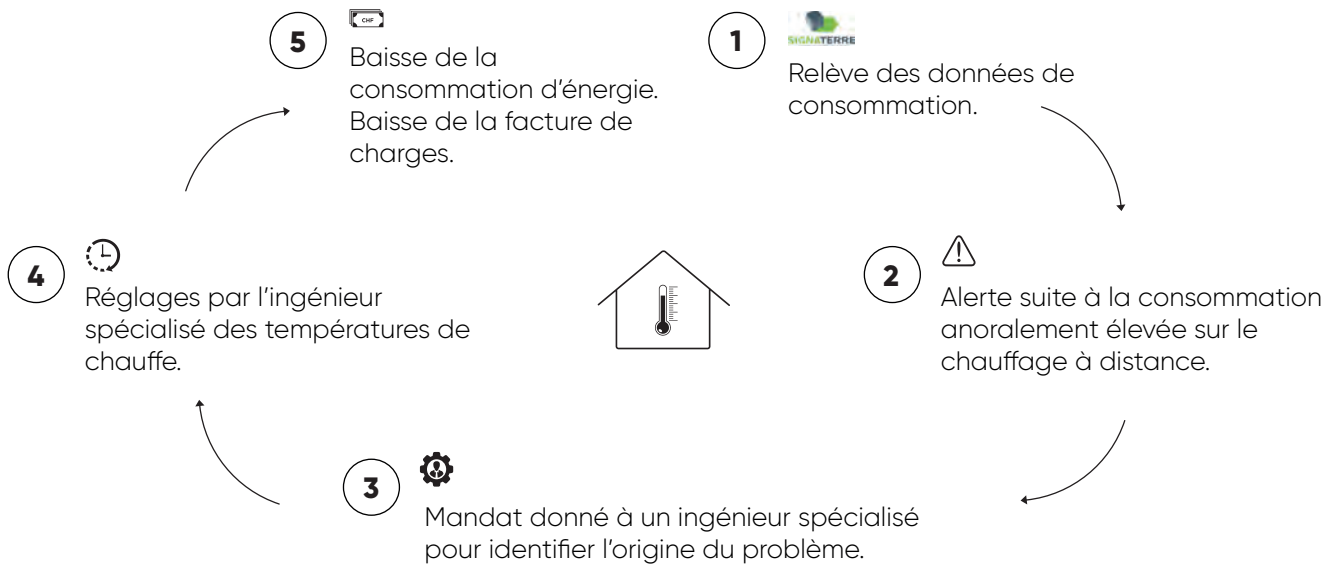 1
SIGNATERRE
Relève des données de
consommation.
2
Alerte suite à la consommation
anoralement élevée sur le
chauffage à distance.
3
Mandat donné à un ingénieur spécialisé
pour identifier l'origine du problème.
4
Réglages par l'ingénieur
spécialisé des températures de
chauffe.
5
CHF
Baisse de la
consommation d'énergie.
Baisse de la facture de
charges.